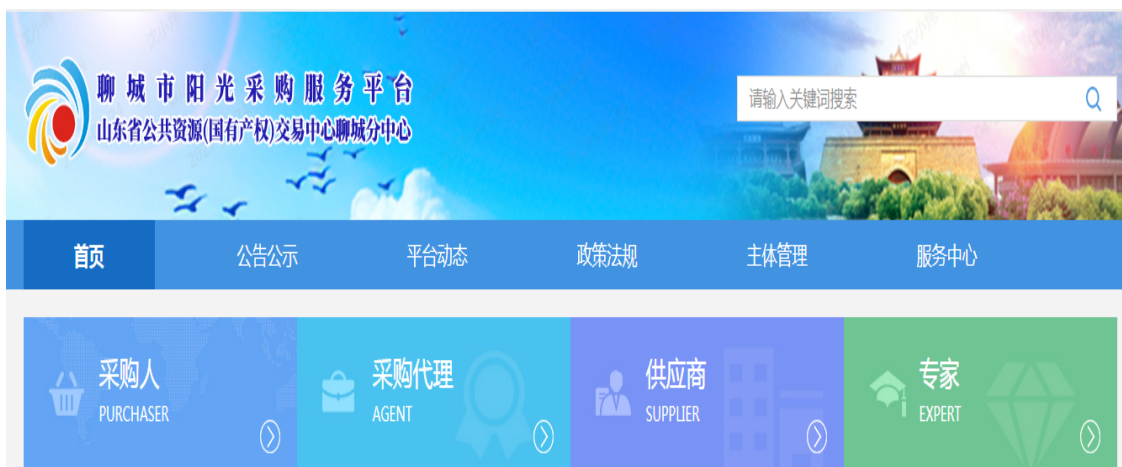 聊城市阳光采购服务平台
山东省公共资源(国有产权)交易中心聊城分中心
请输入关键词搜索
首页 公告公示 平台动态 政策法规 主体管理 服务中心
采购人 采购代理 供应商 专家
PURCHASER AGENT SUPPLIER EXPERT